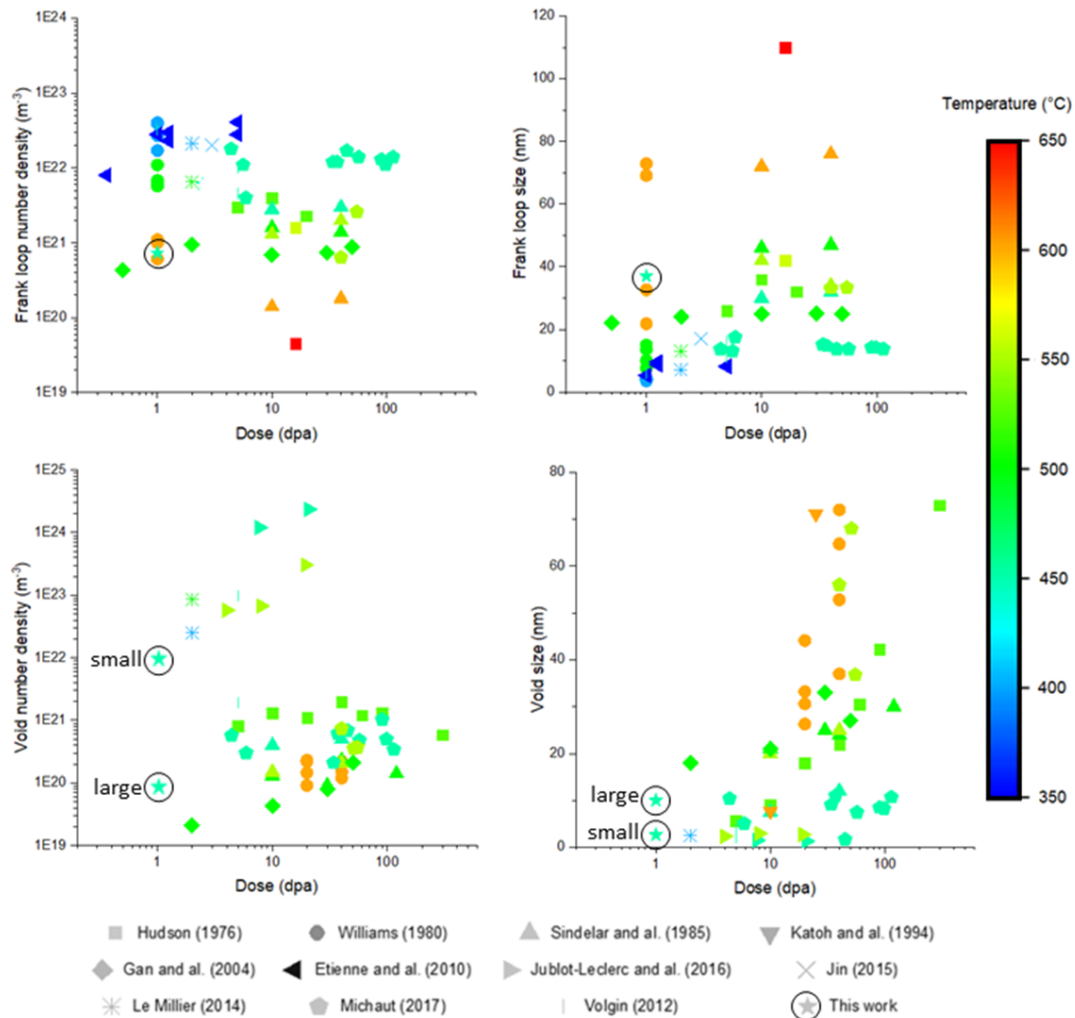 1E24
1E23
1E22
1E21
1E20
1E19
Frank loop number density (m-3)
1
10
100
Dose (dpa)
120
100
80
60
40
20
0
Frank loop size (nm)
1
10
100
Dose (dpa)
Temperature (°C)
650
600
550
500
450
400
350
1E25
1E24
1E23
1E22
1E21
1E20
1E19
Void number density (m-3)
small
large
1
10
100
Dose (dpa)
80
60
40
20
0
Void size (nm)
large
small
1
10
100
Dose (dpa)
Hudson (1976) Williams (1980) Sindelar and al. (1985) Katoh and al. (1994)
Gan and al. (2004) Etienne and al. (2010) Jublot-Leclerc and al. (2016) Jin (2015)
Le Millier (2014) Michaut (2017) Volgin (2012) This work